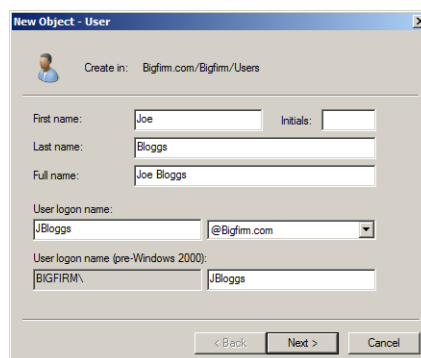 New Object - User
Create in: Bigfirm.com/Bigfirm/Users
First name: Joe Initials:
Last name: Bloggs
Full name: Joe Bloggs
User logon name:
JBloggs @Bigfirm.com
User logon name (pre-Windows 2000):
BIGFIRM\ JBloggs
< Back Next > Cancel